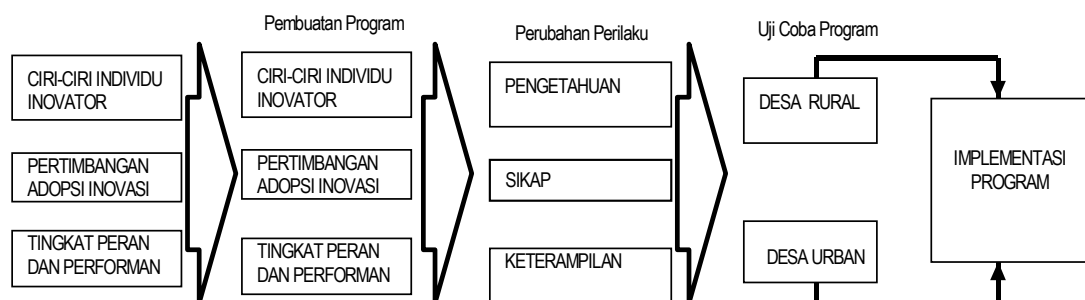 Pembuatan Program
Perubahan Perilaku
Uji Coba Program
CIRI-CIRI INDIVIDU
INOVATOR
PERTIMBANGAN
ADOPSI INOVASI
TINGKAT PERAN
DAN PERFORMAN
CIRI-CIRI INDIVIDU
INOVATOR
PERTIMBANGAN
ADOPSI INOVASI
TINGKAT PERAN
DAN PERFORMAN
PENGETAHUAN
SIKAP
KETERAMPILAN
DESA RURAL
DESA URBAN
IMPLEMENTASI
PROGRAM